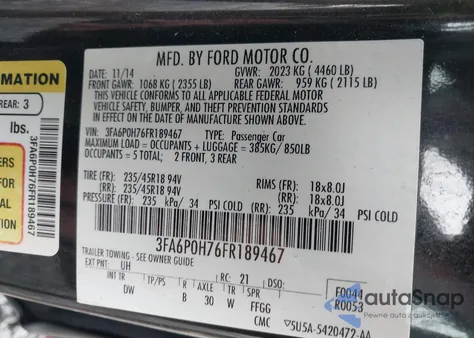 MFD. BY FORD MOTOR CO.
DATE: 11/14 GVWR: 2023 KG ( 4460 LB)
FRONT GAWR: 1068 KG ( 2355 LB) REAR GAWR: 959 KG ( 2115 LB)
THIS VEHICLE CONFORMS TO ALL APPLICABLE FEDERAL MOTOR
VEHICLE SAFETY, BUMPER, AND THEFT PREVENTION STANDARDS IN
EFFECT ON THE DATE OF MANUFACTURE SHOWN ABOVE.
VIN: 3FA6P0H76FR189467 TYPE: Passenger Car
MAXIMUM LOAD = OCCUPANTS + LUGGAGE = 385KG/ 850LB
OCCUPANTS = 5 TOTAL; 2 FRONT, 3 REAR
TIRE (FR): 235/45R18 94V RIMS (FR): 18x8.0J
TIRE (RR): 235/45R18 94V (RR): 18x8.0J
PRESSURE (FR): 235 kPa/ 34 PSI COLD (RR): 235 kPa/ 34 PSI COLD
3FA6P0H76FR189467
TRAILER TOWING – SEE OWNER GUIDE
EXT PNT: UH RC: 21 DSO: F0044
INT TR TP/PS R AXLE TR SPR R0053
DW B 30 W FFGG
CMC 5U5A-5420472-AA
RMATION
REAR: 3
lbs.
3FA6P0H76FR189467
autoSnap